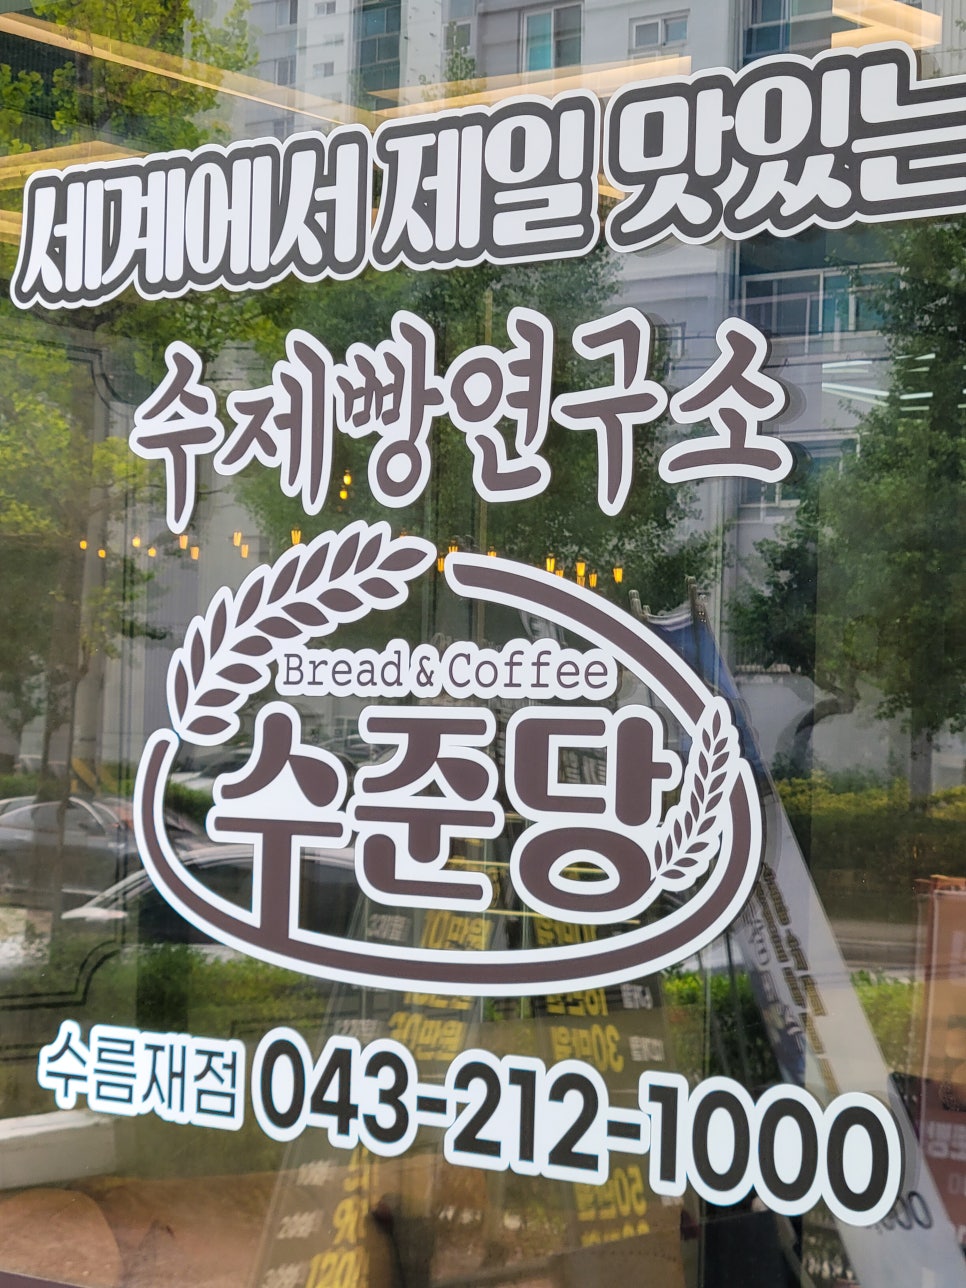 세계에서 제일 맛있는
수제빵연구소
Bread & Coffee
수준당
수름재점 043-212-1000